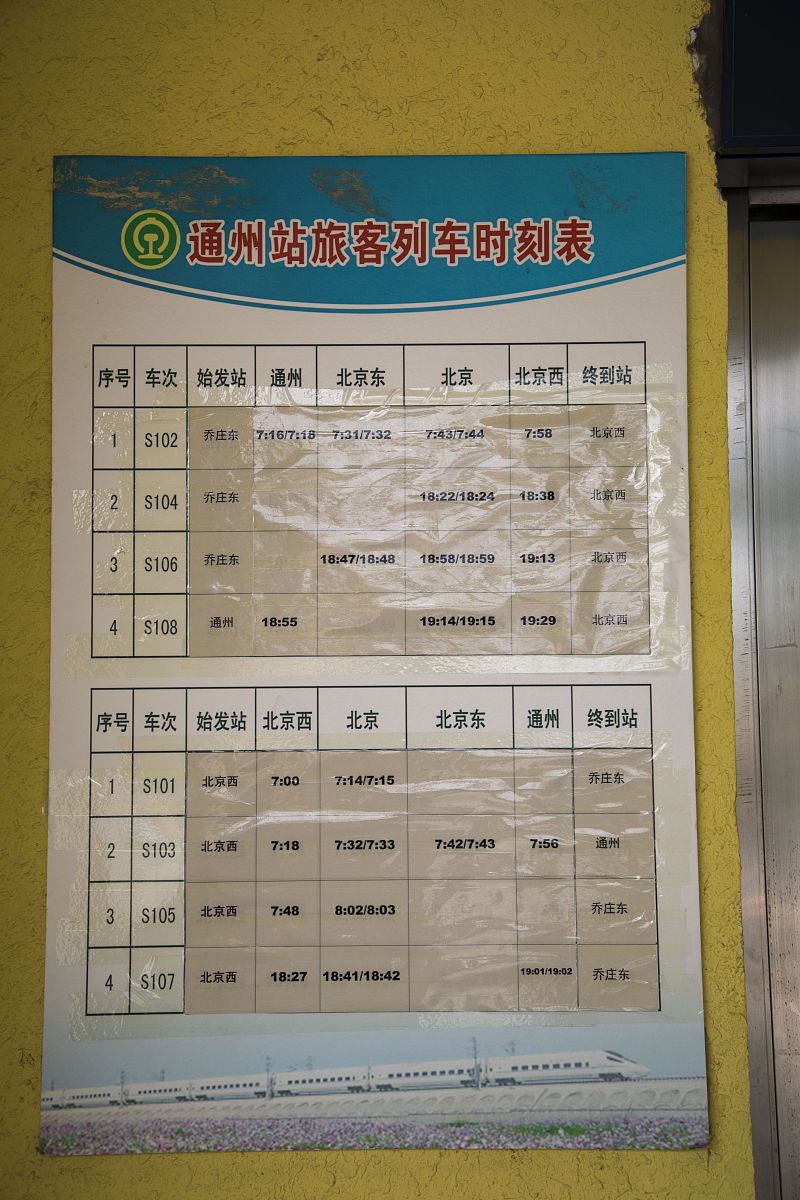 通州站旅客列车时刻表
序号 车次 始发站 通州 北京东 北京 北京西 终到站
1 S102 乔庄东 7:16/7:18 7:31/7:32 7:43/7:44 7:58 北京西
2 S104 乔庄东 18:22/18:24 18:38 北京西
3 S106 乔庄东 18:47/18:48 18:58/18:59 19:13 北京西
4 S108 通州 18:55 19:14/19:15 19:29 北京西
序号 车次 始发站 北京西 北京 北京东 通州 终到站
1 S101 北京西 7:00 7:14/7:15 乔庄东
2 S103 北京西 7:18 7:32/7:33 7:42/7:43 7:56 通州
3 S105 北京西 7:48 8:02/8:03 乔庄东
4 S107 北京西 18:27 18:41/18:42 19:01/19:02 乔庄东